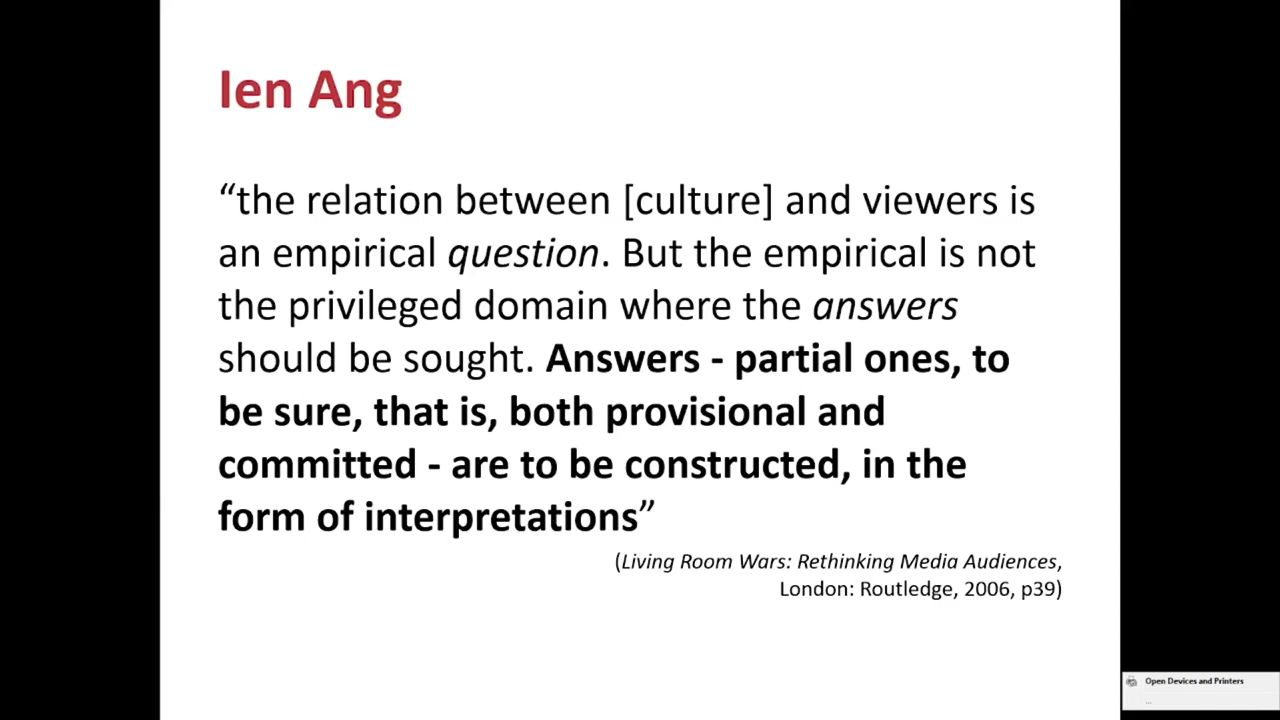 Ien Ang
“the relation between [culture] and viewers is
an empirical question. But the empirical is not
the privileged domain where the answers
should be sought. Answers - partial ones, to
be sure, that is, both provisional and
committed - are to be constructed, in the
form of interpretations”
(Living Room Wars: Rethinking Media Audiences,
London: Routledge, 2006, p39)
Open Devices and Printers
...